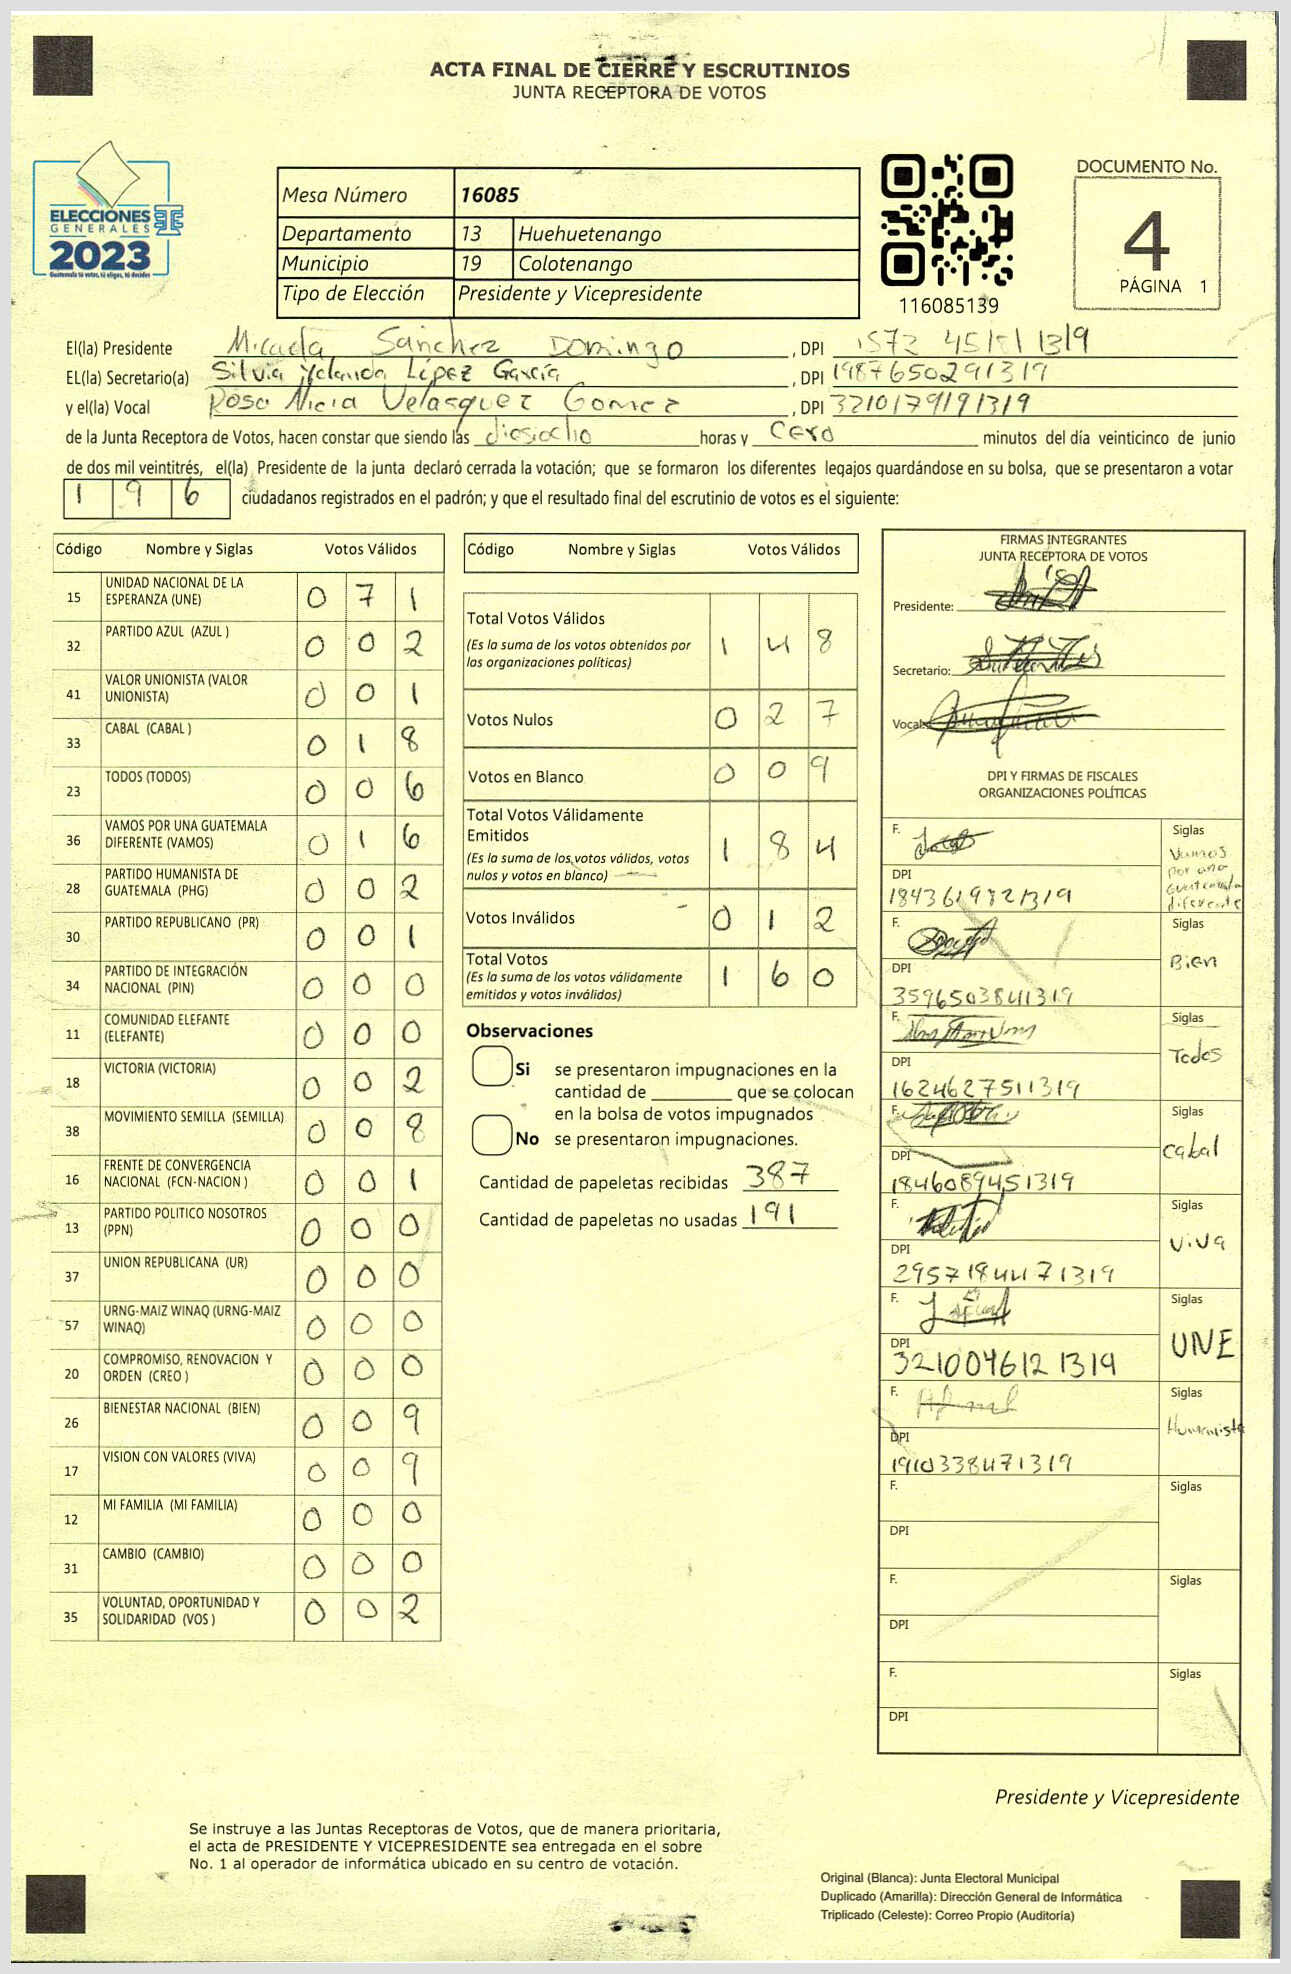 ACTA FINAL DE CIERRE Y ESCRUTINIOS
JUNTA RECEPTORA DE VOTOS
ELECCIONES
GENERALES
2023
Guatemala tú votas, tú eliges, tú decides
Mesa Número 16085
Departamento 13 Huehuetenango
Municipio 19 Colotenango
Tipo de Elección Presidente y Vicepresidente
116085139
DOCUMENTO No.
4
PÁGINA 1
El(la) Presidente Micaela Sanchez Domingo , DPI 1572 45 1319
EL(la) Secretario(a) Silvia Yolanda López García , DPI 1987650291319
y el(la) Vocal Rosa Velasquez Gomez , DPI 3210179191319
de la Junta Receptora de Votos, hacen constar que siendo las diesiocho horas y cero minutos del día veinticinco de junio
de dos mil veintitrés, el(la) Presidente de la junta declaró cerrada la votación; que se formaron los diferentes legajos guardándose en su bolsa, que se presentaron a votar
1 9 6 ciudadanos registrados en el padrón; y que el resultado final del escrutinio de votos es el siguiente:
Código Nombre y Siglas Votos Válidos
15 UNIDAD NACIONAL DE LA ESPERANZA (UNE) 0 7 1
32 PARTIDO AZUL (AZUL ) 0 0 2
41 VALOR UNIONISTA (VALOR UNIONISTA) 0 0 1
33 CABAL (CABAL ) 0 1 8
23 TODOS (TODOS) 0 0 6
36 VAMOS POR UNA GUATEMALA DIFERENTE (VAMOS) 0 1 6
28 PARTIDO HUMANISTA DE GUATEMALA (PHG) 0 0 2
30 PARTIDO REPUBLICANO (PR) 0 0 1
34 PARTIDO DE INTEGRACIÓN NACIONAL (PIN) 0 0 0
11 COMUNIDAD ELEFANTE (ELEFANTE) 0 0 0
18 VICTORIA (VICTORIA) 0 0 2
38 MOVIMIENTO SEMILLA (SEMILLA) 0 0 8
16 FRENTE DE CONVERGENCIA NACIONAL (FCN-NACION ) 0 0 1
13 PARTIDO POLITICO NOSOTROS (PPN) 0 0 0
37 UNION REPUBLICANA (UR) 0 0 0
57 URNG-MAIZ WINAQ (URNG-MAIZ WINAQ) 0 0 0
20 COMPROMISO, RENOVACION Y ORDEN (CREO ) 0 0 0
26 BIENESTAR NACIONAL (BIEN) 0 0 9
17 VISION CON VALORES (VIVA) 0 0 9
12 MI FAMILIA (MI FAMILIA) 0 0 0
31 CAMBIO (CAMBIO) 0 0 0
35 VOLUNTAD, OPORTUNIDAD Y SOLIDARIDAD (VOS ) 0 0 2
Código Nombre y Siglas Votos Válidos
Total Votos Válidos 1 4 8
(Es la suma de los votos obtenidos por
las organizaciones políticas)
Votos Nulos 0 2 7
Votos en Blanco 0 0 9
Total Votos Válidamente
Emitidos 1 8 4
(Es la suma de los votos válidos, votos
nulos y votos en blanco)
Votos Inválidos 0 1 2
Total Votos 1 6 0
(Es la suma de los votos válidamente
emitidos y votos inválidos)
Observaciones
Si se presentaron impugnaciones en la
cantidad de ________ que se colocan
en la bolsa de votos impugnados
No se presentaron impugnaciones.
Cantidad de papeletas recibidas 387
Cantidad de papeletas no usadas 191
FIRMAS INTEGRANTES
JUNTA RECEPTORA DE VOTOS
Presidente:
Secretario:
Vocal:
DPI Y FIRMAS DE FISCALES
ORGANIZACIONES POLÍTICAS
F. Siglas
Vamos por una Guatemala diferente
DPI
1843619821319
F. Siglas
Bien
DPI
3596503841319
F. Siglas
Todos
DPI
1624627511319
F. Siglas
cabal
DPI
1846089451319
F. Siglas
viva
DPI
2957184471319
F. Siglas
UNE
DPI
3210046121319
F. Siglas
Humanista
DPI
1910338471319
F. Siglas
DPI
F. Siglas
DPI
F. Siglas
DPI
Presidente y Vicepresidente
Se instruye a las Juntas Receptoras de Votos, que de manera prioritaria,
el acta de PRESIDENTE Y VICEPRESIDENTE sea entregada en el sobre
No. 1 al operador de informática ubicado en su centro de votación.
Original (Blanca): Junta Electoral Municipal
Duplicado (Amarilla): Dirección General de Informática
Triplicado (Celeste): Correo Propio (Auditoría)